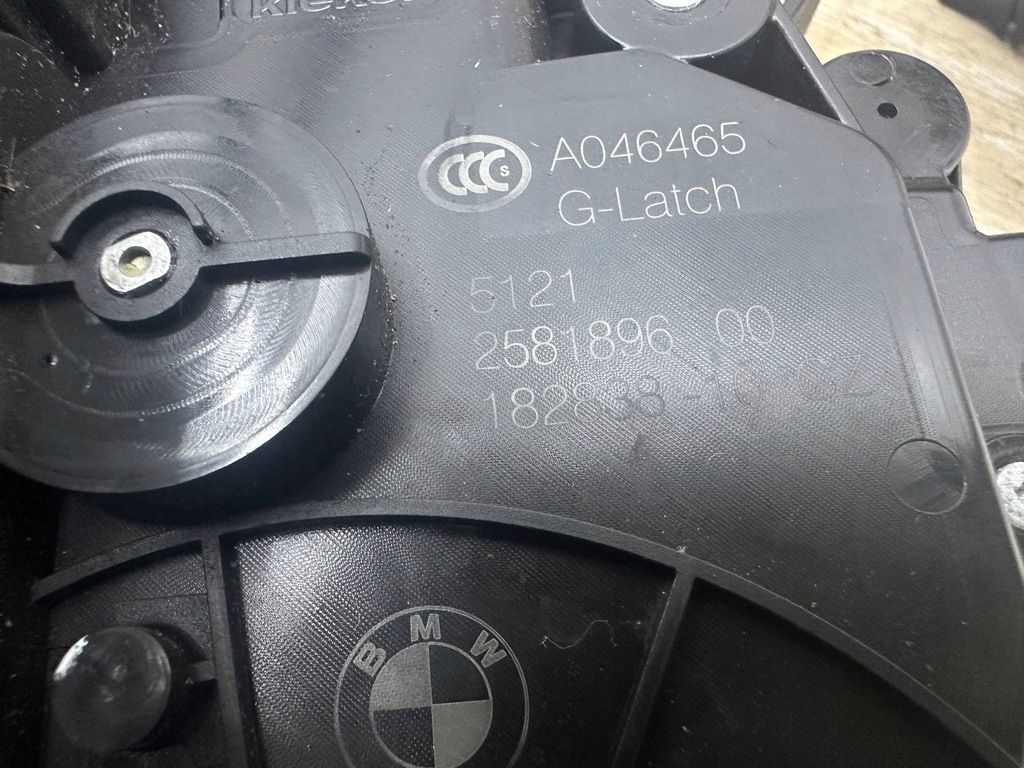 CCC S
A046465
G-Latch
5121
2581896 00
BMW